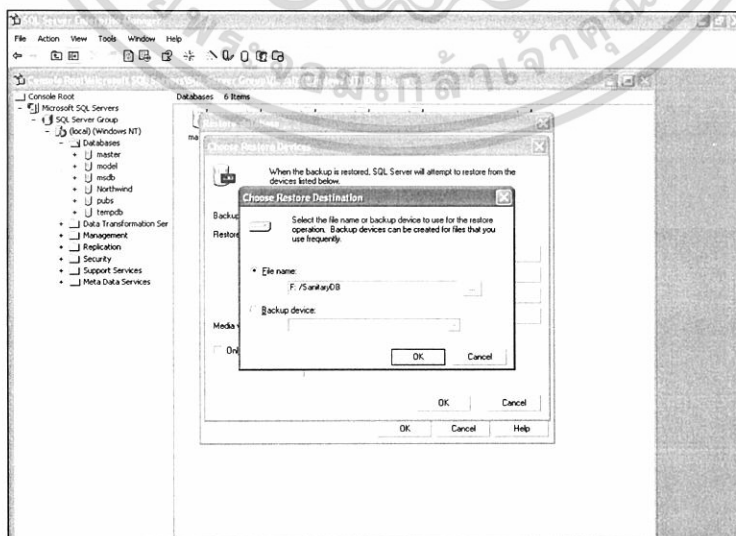 SQL Server Enterprise Manager
File Action View Tools Window Help
Console Root
Databases 6 Items
Microsoft SQL Servers
SQL Server Group
(local) (Windows NT)
Databases
master
model
msdb
Northwind
pubs
tempdb
Data Transformation Ser
Management
Replication
Security
Support Services
Meta Data Services
Choose Restore Devices
When the backup is restored, SQL Server will attempt to restore from the
devices listed below.
Backup
Restore
Choose Restore Destination
Select the file name or backup device to use for the restore
operation. Backup devices can be created for files that you
use frequently.
File name:
F: /SanitaryDB
...
Backup device:
Media
OK Cancel
OK Cancel
OK Cancel Help